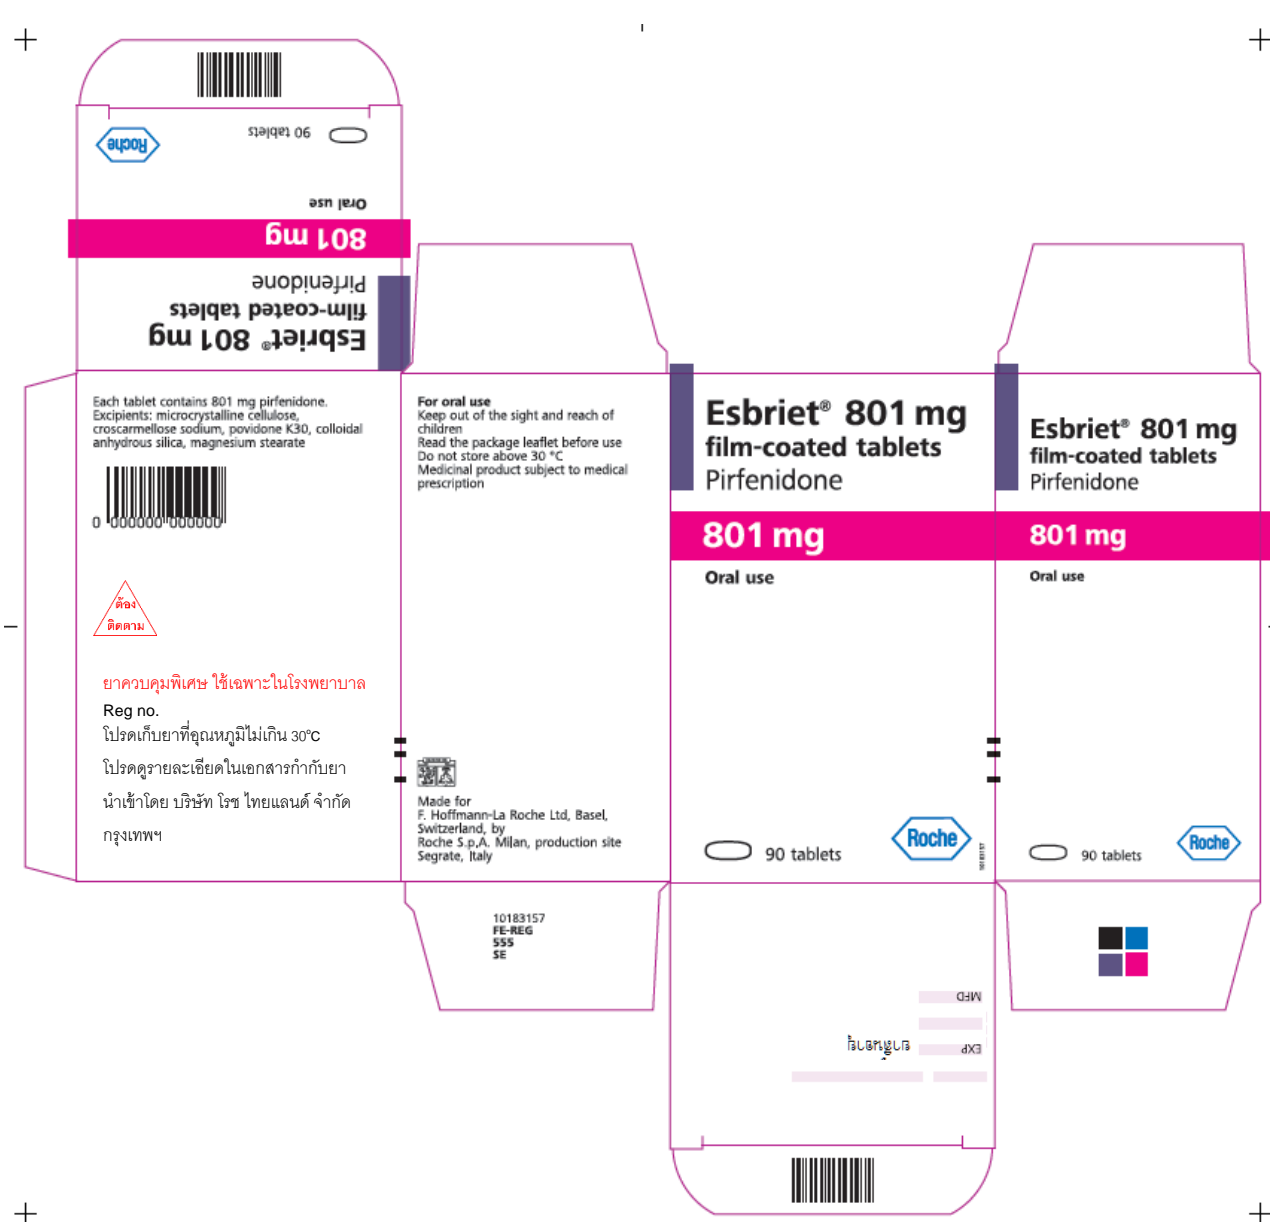 90 tablets
Roche
Oral use
801 mg
Pirfenidone
film-coated tablets
Esbriet® 801 mg
Each tablet contains 801 mg pirfenidone.
Excipients: microcrystalline cellulose,
croscarmellose sodium, povidone K30, colloidal
anhydrous silica, magnesium stearate
0 000000 000000
ต้อง
ติดตาม
ยาควบคุมพิเศษ ใช้เฉพาะในโรงพยาบาล
Reg no.
โปรดเก็บยาที่อุณหภูมิไม่เกิน 30°C
โปรดดูรายละเอียดในเอกสารกำกับยา
นำเข้าโดย บริษัท โรช ไทยแลนด์ จำกัด
กรุงเทพฯ
For oral use
Keep out of the sight and reach of
children
Read the package leaflet before use
Do not store above 30 °C
Medicinal product subject to medical
prescription
Made for
F. Hoffmann-La Roche Ltd, Basel,
Switzerland, by
Roche S.p.A. Milan, production site
Segrate, Italy
10183157
FE-REG
555
SE
Esbriet® 801 mg
film-coated tablets
Pirfenidone
801 mg
Oral use
90 tablets
Roche
10183157
Esbriet® 801 mg
film-coated tablets
Pirfenidone
801 mg
Oral use
90 tablets
Roche
MFD
EXP
ยาสิ้นอายุ